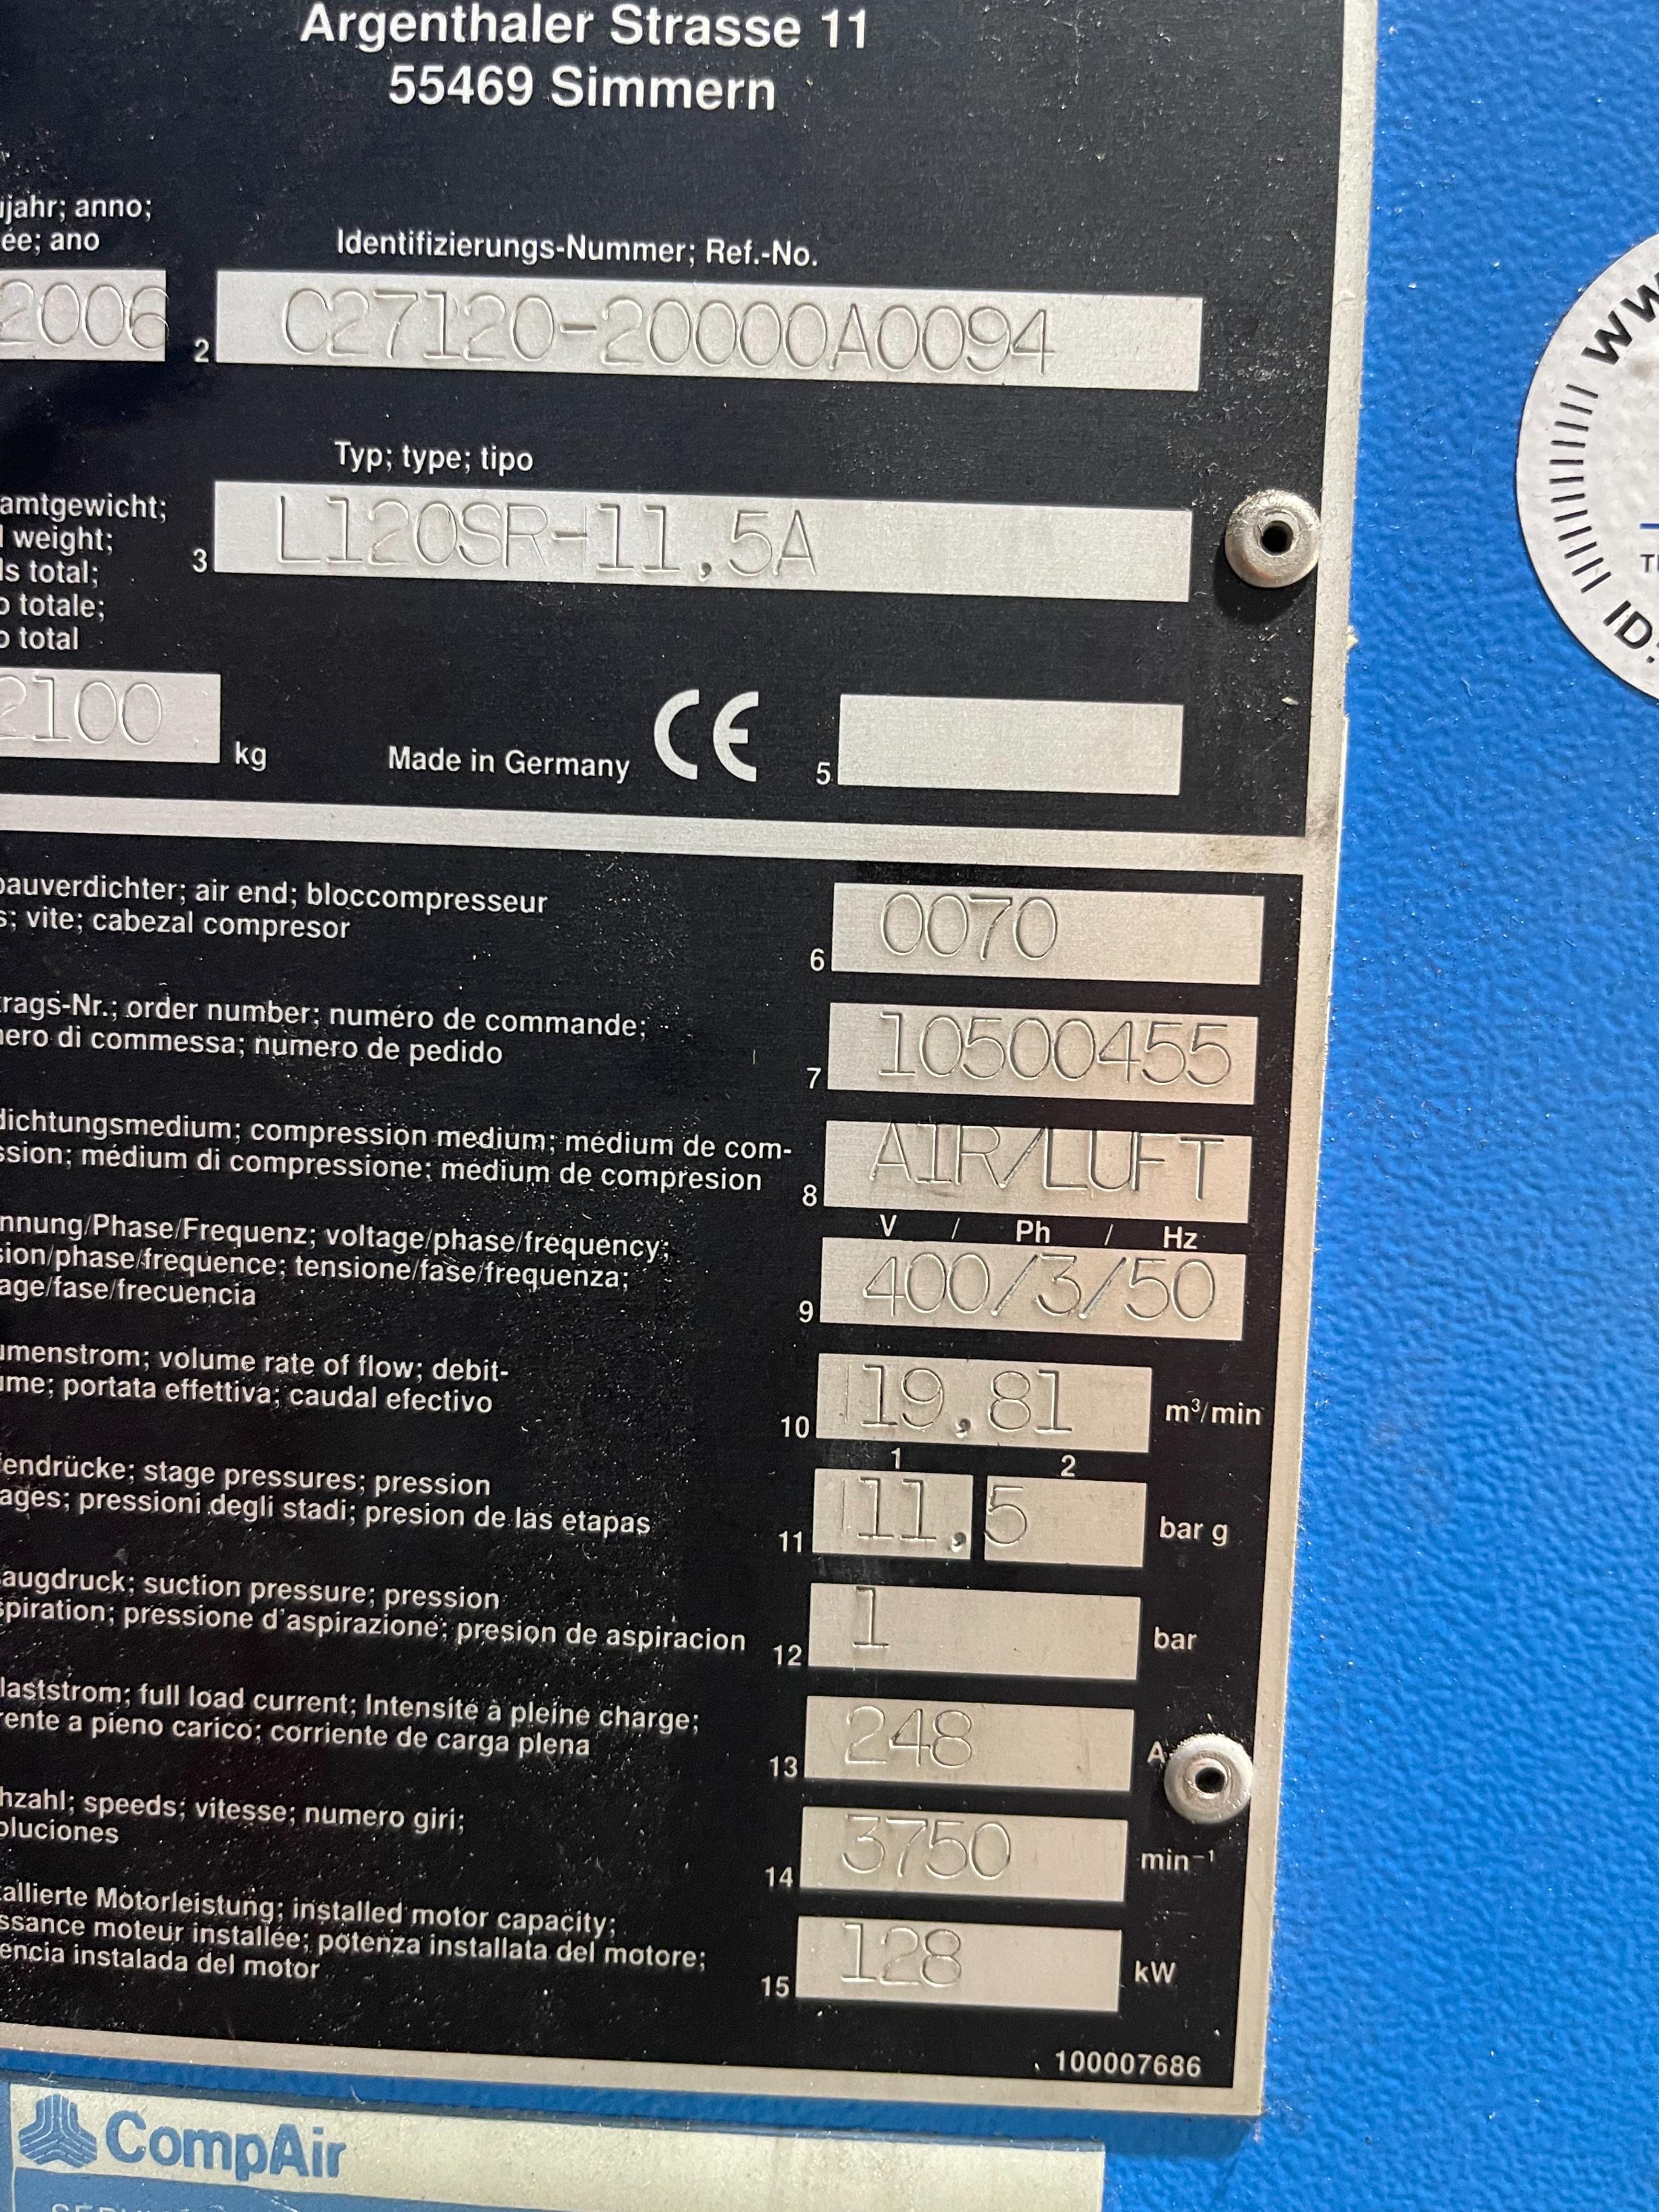 Argenthaler Strasse 11
55469 Simmern
jahr; anno;
ée; ano
Identifizierungs-Nummer; Ref.-No.
2006
2 C27120-20000A0094
Typ; type; tipo
amtgewicht;
weight;
ds total;
o totale;
o total
3 L120SR-11,5A
2100 kg
Made in Germany CE 5
bauverdichter; air end; bloccompresseur
s; vite; cabezal compresor
6 0070
rags-Nr.; order number; numéro de commande;
ero di commessa; numero de pedido
7 10500455
dichtungsmedium; compression medium; médium de com-
ssion; médium di compressione; medium de compresion
8 AIR/LUFT
V / Ph / Hz
nnung/Phase/Frequenz; voltage/phase/frequency;
sion/phase/frequence; tensione/fase/frequenza;
age/fase/frecuencia
9 400/3/50
umenstrom; volume rate of flow; debit-
ume; portata effettiva; caudal efectivo
10 19,81 m³/min
1 2
endrücke; stage pressures; pression
ages; pressioni degli stadi; presion de las etapas
11 11,5 bar g
augdruck; suction pressure; pression
spiration; pressione d'aspirazione; presion de aspiracion
12 1 bar
laststrom; full load current; Intensité à pleine charge;
rente a pieno carico; corriente de carga plena
13 248 A
hzahl; speeds; vitesse; numero giri;
oluciones
14 3750 min⁻¹
allierte Motorleistung; installed motor capacity;
ssance moteur installée; potenza installata del motore;
encia instalada del motor
15 128 kW
100007686
CompAir
WW
ID: